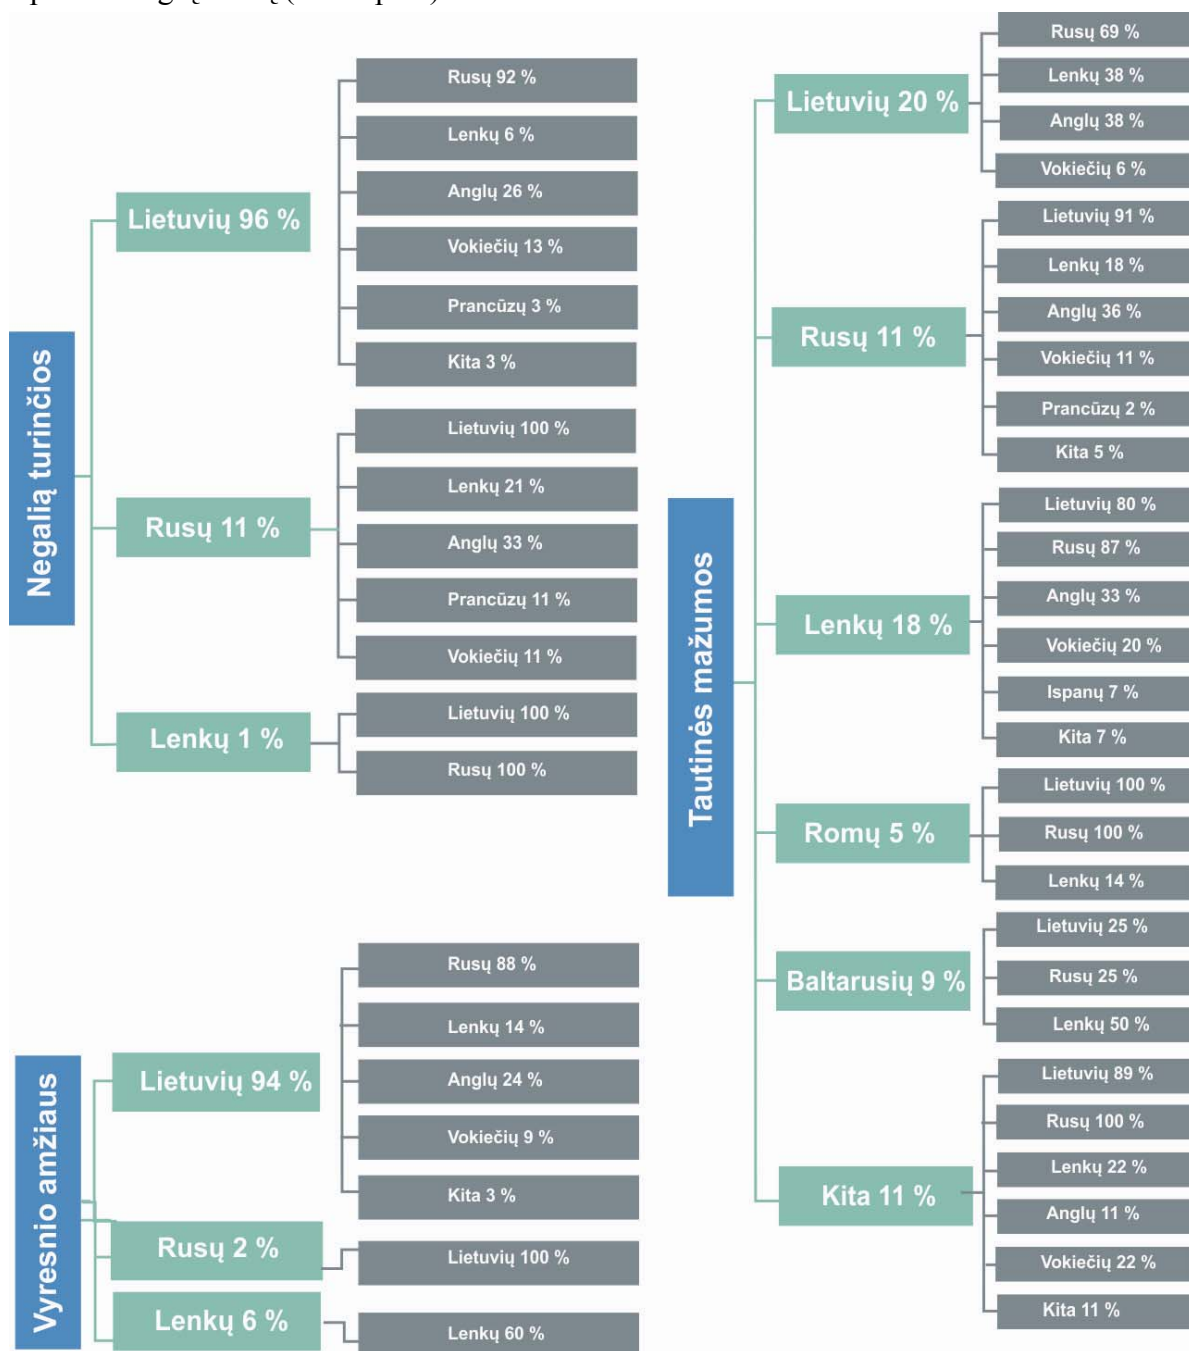 Negalią turinčios
Lietuvių 96 %
Rusų 92 %
Lenkų 6 %
Anglų 26 %
Vokiečių 13 %
Prancūzų 3 %
Kita 3 %
Rusų 11 %
Lietuvių 100 %
Lenkų 21 %
Anglų 33 %
Prancūzų 11 %
Vokiečių 11 %
Lenkų 1 %
Lietuvių 100 %
Rusų 100 %
Vyresnio amžiaus
Lietuvių 94 %
Rusų 88 %
Lenkų 14 %
Anglų 24 %
Vokiečių 9 %
Kita 3 %
Rusų 2 %
Lietuvių 100 %
Lenkų 6 %
Lenkų 60 %
Tautinės mažumos
Lietuvių 20 %
Rusų 69 %
Lenkų 38 %
Anglų 38 %
Vokiečių 6 %
Rusų 11 %
Lietuvių 91 %
Lenkų 18 %
Anglų 36 %
Vokiečių 11 %
Prancūzų 2 %
Kita 5 %
Lenkų 18 %
Lietuvių 80 %
Rusų 87 %
Anglų 33 %
Vokiečių 20 %
Ispanų 7 %
Kita 7 %
Romų 5 %
Lietuvių 100 %
Rusų 100 %
Lenkų 14 %
Baltarusių 9 %
Lietuvių 25 %
Rusų 25 %
Lenkų 50 %
Kita 11 %
Lietuvių 89 %
Rusų 100 %
Lenkų 22 %
Anglų 11 %
Vokiečių 22 %
Kita 11 %